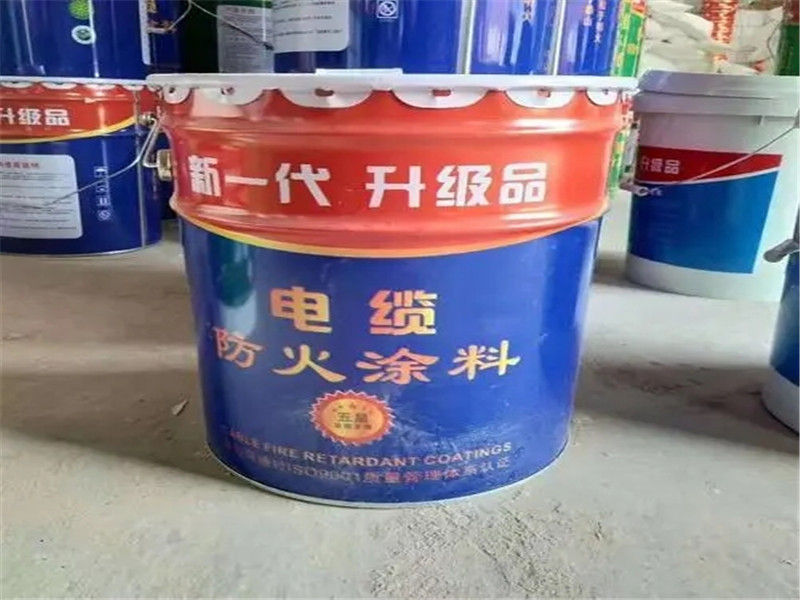 新一代 升级品
电缆
防火涂料
五星
CABLE FIRE RETARDANT COATINGS
ISO9001质量管理体系认证
升级品
升级品